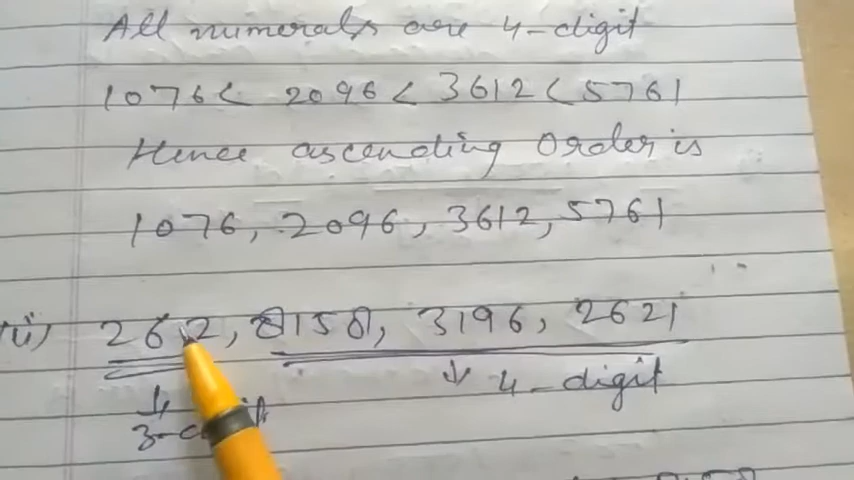 All numerals are 4-digit
1076 < 2096 < 3612 < 5761
Hence ascending Order is
1076, 2096, 3612, 5761
(ii) 262, 3196, 2621
↓ 4-digit
↓
3-